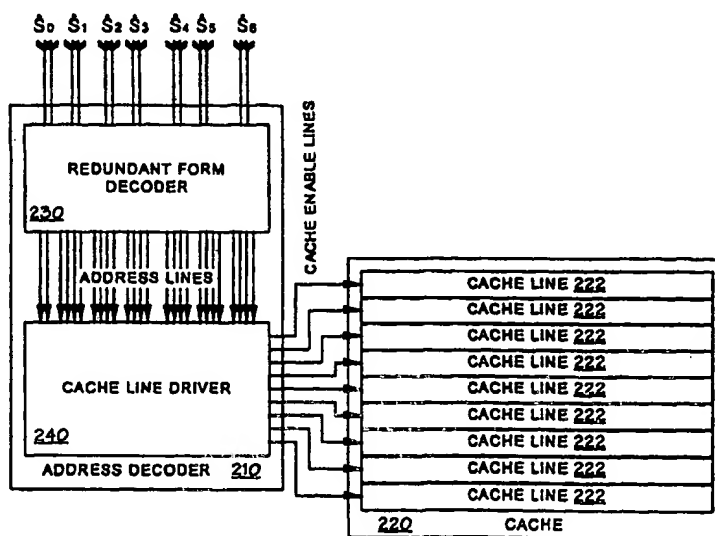 Ŝ0 Ŝ1 Ŝ2 Ŝ3 Ŝ4 Ŝ5 Ŝ6
REDUNDANT FORM
DECODER
230
CACHE ENABLE LINES
ADDRESS LINES
CACHE LINE DRIVER
240
ADDRESS DECODER 210
CACHE LINE 222
CACHE LINE 222
CACHE LINE 222
CACHE LINE 222
CACHE LINE 222
CACHE LINE 222
CACHE LINE 222
CACHE LINE 222
CACHE LINE 222
220 CACHE